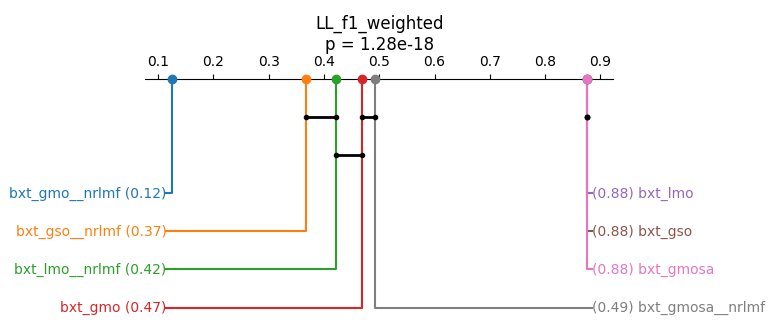 LL_f1_weighted
p = 1.28e-18
0.1 0.2 0.3 0.4 0.5 0.6 0.7 0.8 0.9
bxt_gmo__nrlmf (0.12) (0.88) bxt_lmo
bxt_gso__nrlmf (0.37) (0.88) bxt_gso
bxt_lmo__nrlmf (0.42) (0.88) bxt_gmosa
bxt_gmo (0.47) (0.49) bxt_gmosa__nrlmf